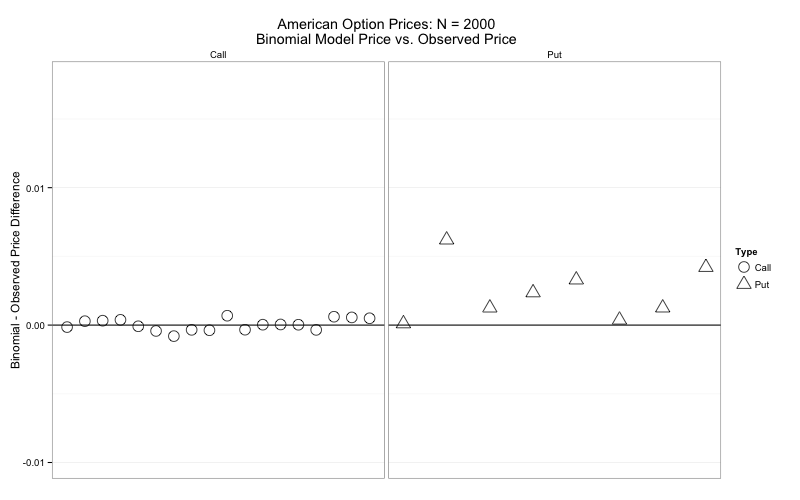 American Option Prices: N = 2000
Binomial Model Price vs. Observed Price
Call
Put
Binomial - Observed Price Difference
0.01
0.00
-0.01
Type
Call
Put